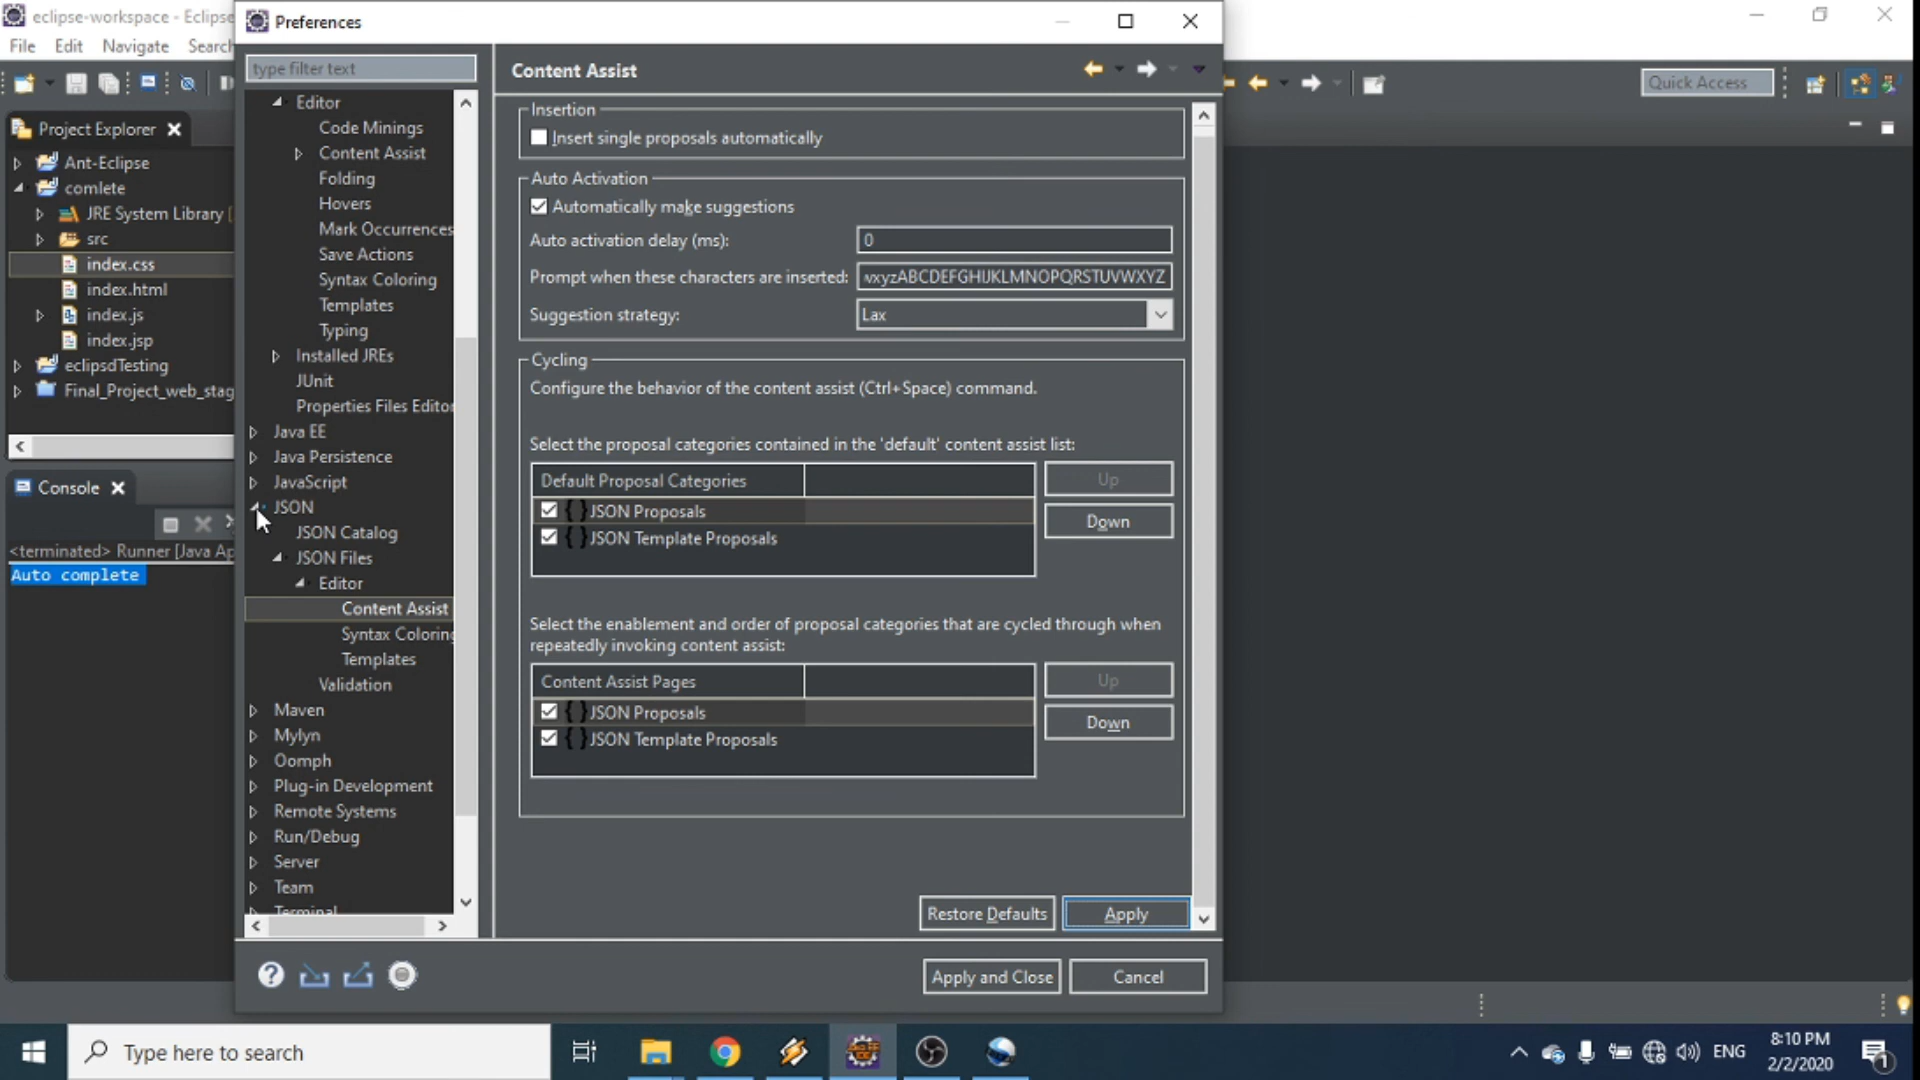 eclipse-workspace - Eclipse
Preferences
File Edit Navigate Search
type filter text
Content Assist
Quick Access
Project Explorer
Ant-Eclipse
comlete
JRE System Library [
src
index.css
index.html
index.js
index.jsp
eclipsdTesting
Final_Project_web_stag
Console
<terminated> Runner [Java Ap
Auto complete
Editor
Code Minings
Content Assist
Folding
Hovers
Mark Occurrences
Save Actions
Syntax Coloring
Templates
Typing
Installed JREs
JUnit
Properties Files Editor
Java EE
Java Persistence
JavaScript
JSON
JSON Catalog
JSON Files
Editor
Content Assist
Syntax Coloring
Templates
Validation
Maven
Mylyn
Oomph
Plug-in Development
Remote Systems
Run/Debug
Server
Team
Terminal
Insertion
Insert single proposals automatically
Auto Activation
Automatically make suggestions
Auto activation delay (ms): 0
Prompt when these characters are inserted: wxyzABCDEFGHIJKLMNOPQRSTUVWXYZ
Suggestion strategy: Lax
Cycling
Configure the behavior of the content assist (Ctrl+Space) command.
Select the proposal categories contained in the 'default' content assist list:
Default Proposal Categories
{ }JSON Proposals
{ }JSON Template Proposals
Up
Down
Select the enablement and order of proposal categories that are cycled through when
repeatedly invoking content assist:
Content Assist Pages
{ }JSON Proposals
{ }JSON Template Proposals
Up
Down
Restore Defaults Apply
Apply and Close Cancel
Type here to search
ENG
8:10 PM
2/2/2020
1